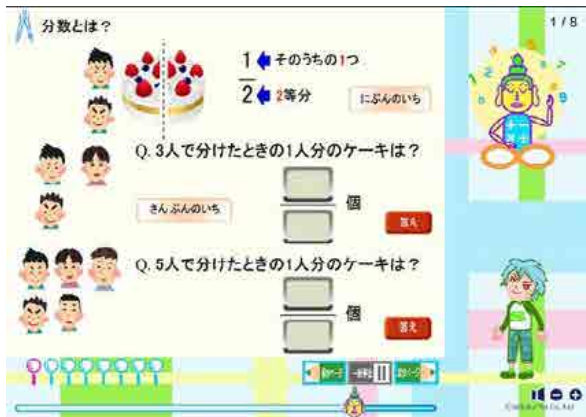 分数とは？
1/8
1 そのうちの1つ
2 2等分
にぶんのいち
Q. 3人で分けたときの1人分のケーキは？
さんぶんのいち
個
答え
Q. 5人で分けたときの1人分のケーキは？
個
答え